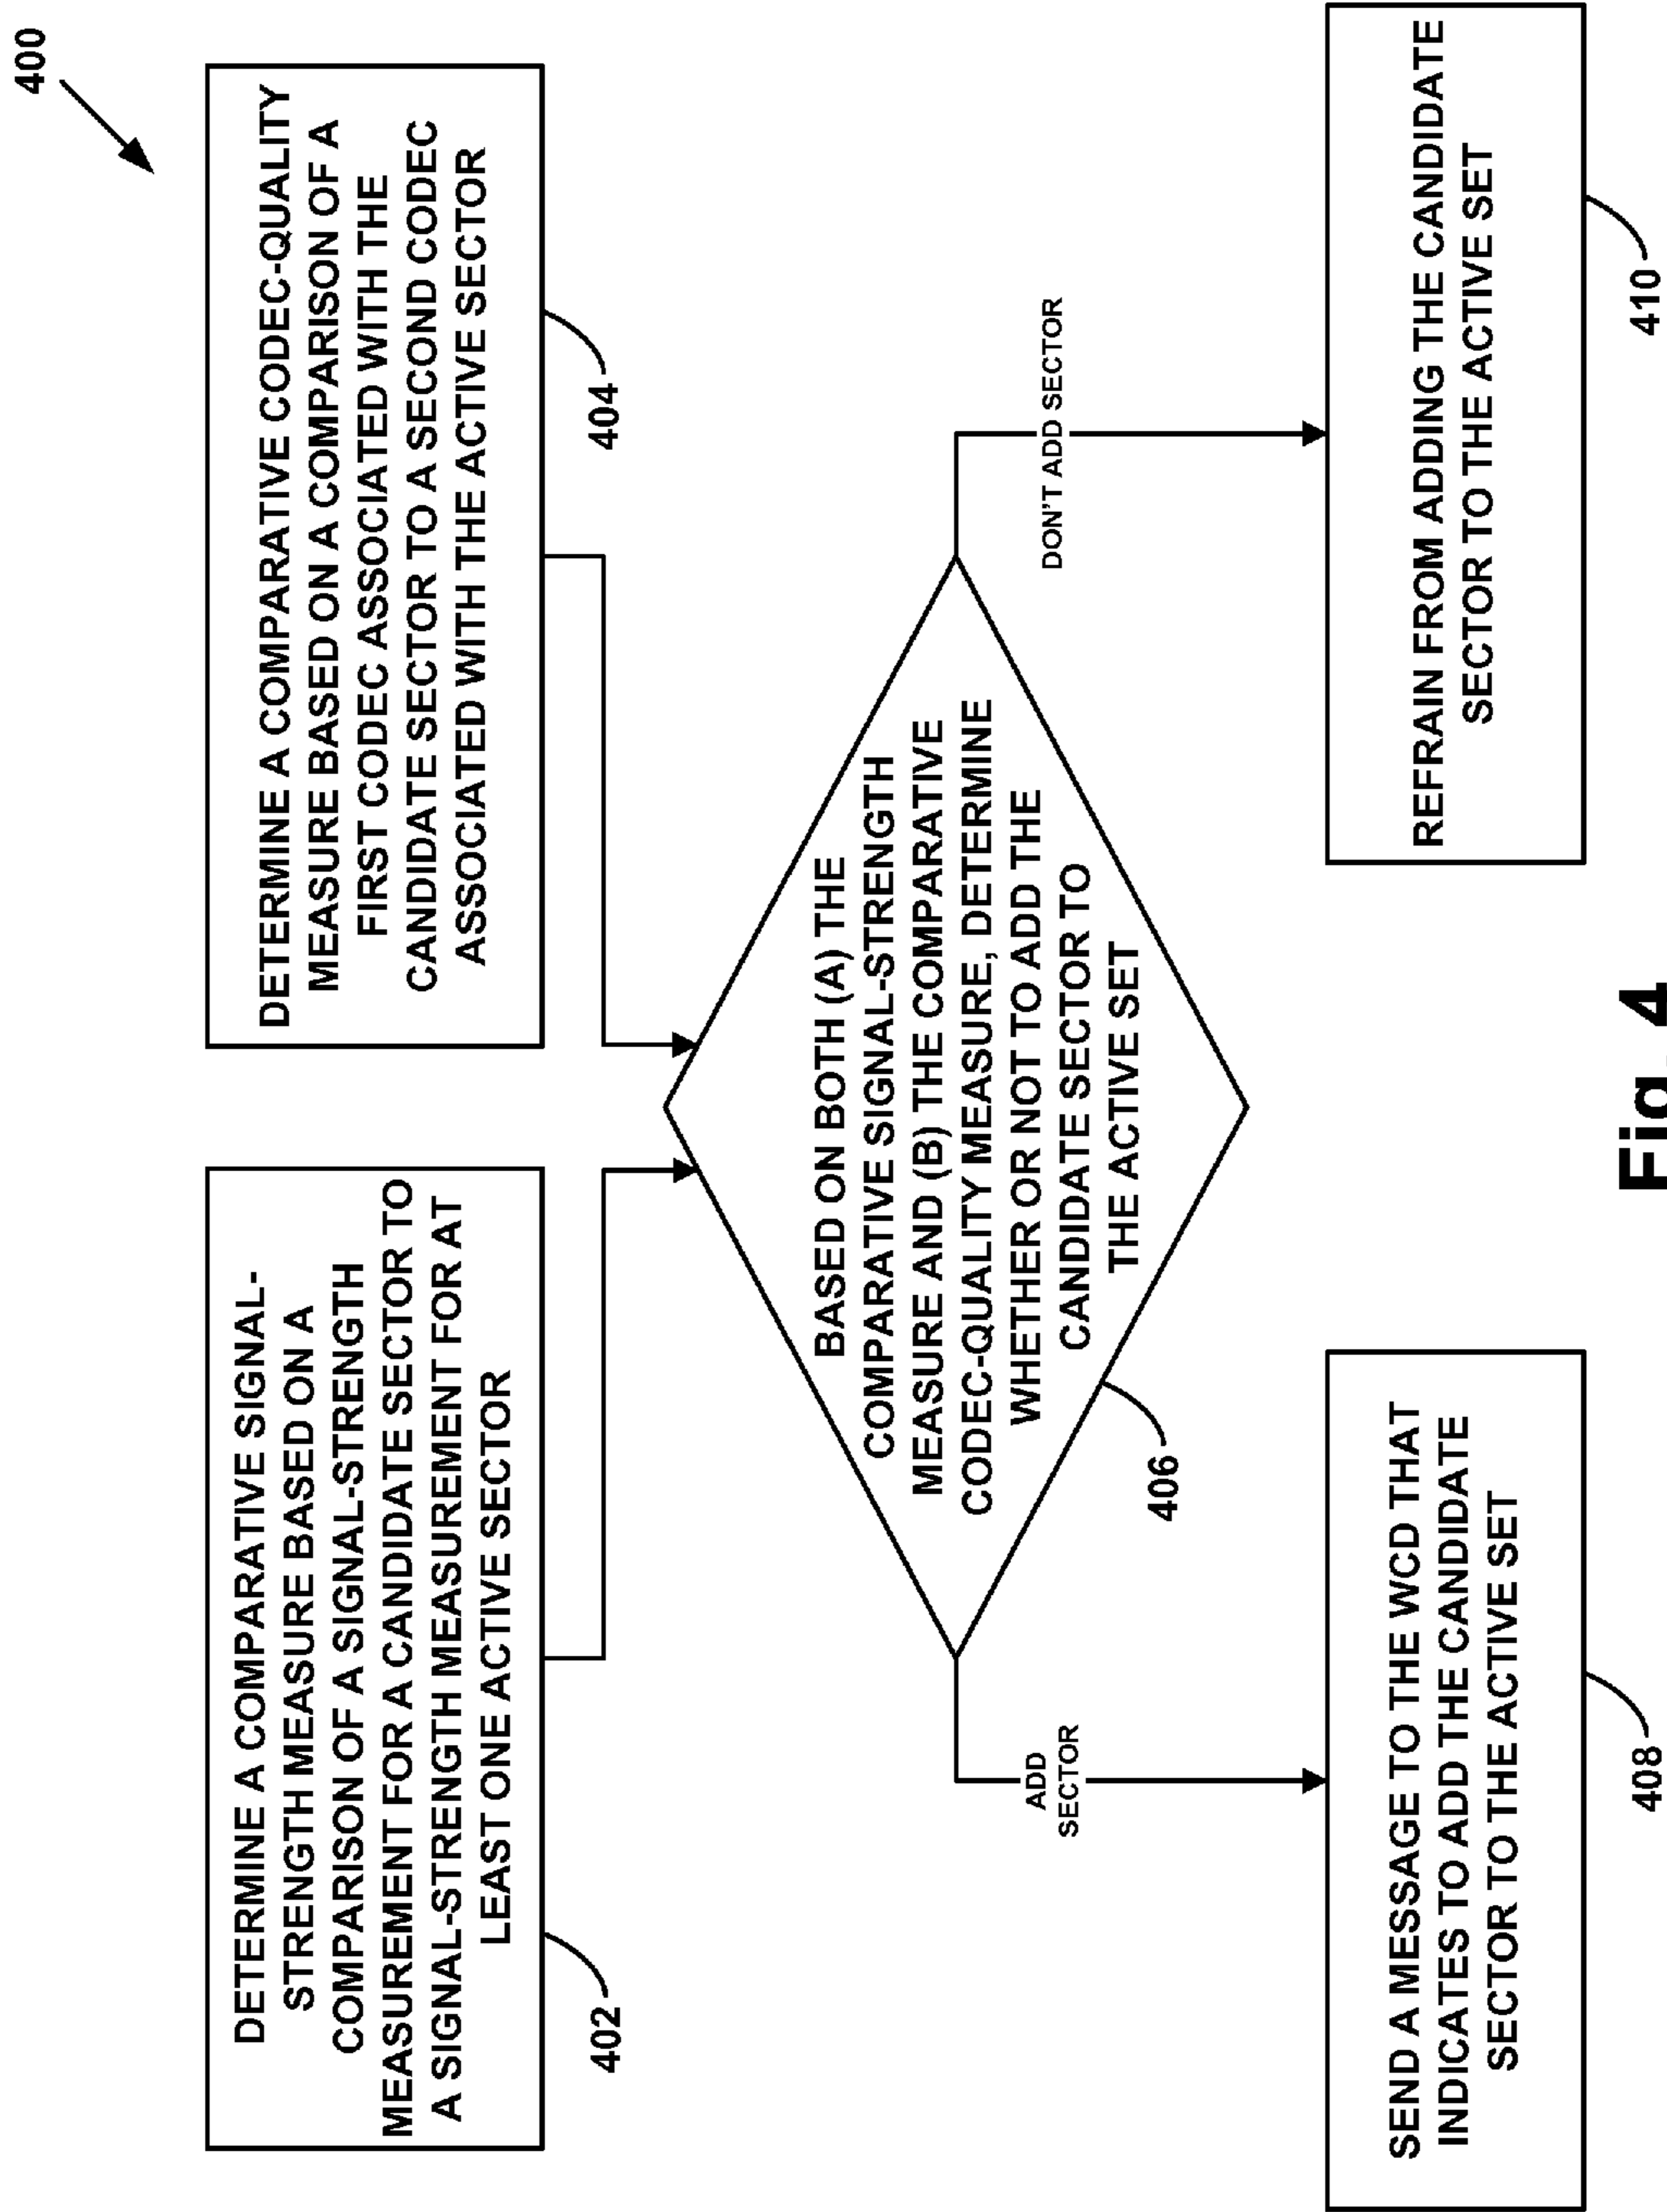 400
DETERMINE A COMPARATIVE SIGNAL-
STRENGTH MEASURE BASED ON A
COMPARISON OF A SIGNAL-STRENGTH
MEASUREMENT FOR A CANDIDATE SECTOR TO
A SIGNAL-STRENGTH MEASUREMENT FOR AT
LEAST ONE ACTIVE SECTOR
402
DETERMINE A COMPARATIVE CODEC-QUALITY
MEASURE BASED ON A COMPARISON OF A
FIRST CODEC ASSOCIATED WITH THE
CANDIDATE SECTOR TO A SECOND CODEC
ASSOCIATED WITH THE ACTIVE SECTOR
404
BASED ON BOTH (A) THE
COMPARATIVE SIGNAL-STRENGTH
MEASURE AND (B) THE COMPARATIVE
CODEC-QUALITY MEASURE, DETERMINE
WHETHER OR NOT TO ADD THE
CANDIDATE SECTOR TO
THE ACTIVE SET
406
ADD
SECTOR
DON'T ADD SECTOR
SEND A MESSAGE TO THE WCD THAT
INDICATES TO ADD THE CANDIDATE
SECTOR TO THE ACTIVE SET
408
REFRAIN FROM ADDING THE CANDIDATE
SECTOR TO THE ACTIVE SET
410
Fig. 4